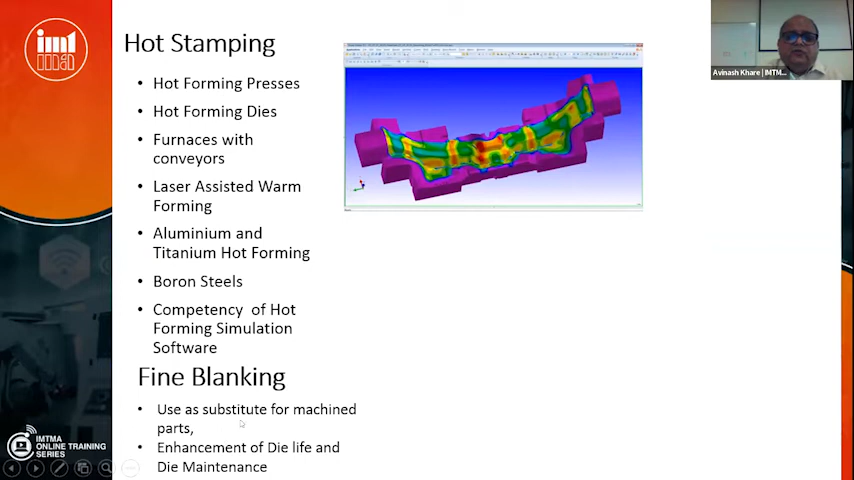 imt
ima
Hot Stamping
• Hot Forming Presses
• Hot Forming Dies
• Furnaces with
conveyors
• Laser Assisted Warm
Forming
• Aluminium and
Titanium Hot Forming
• Boron Steels
• Competency of Hot
Forming Simulation
Software
Fine Blanking
• Use as substitute for machined
parts,
• Enhancement of Die life and
Die Maintenance
IMTMA
ONLINE TRAINING
SERIES
Avinash Khare | IMTM...